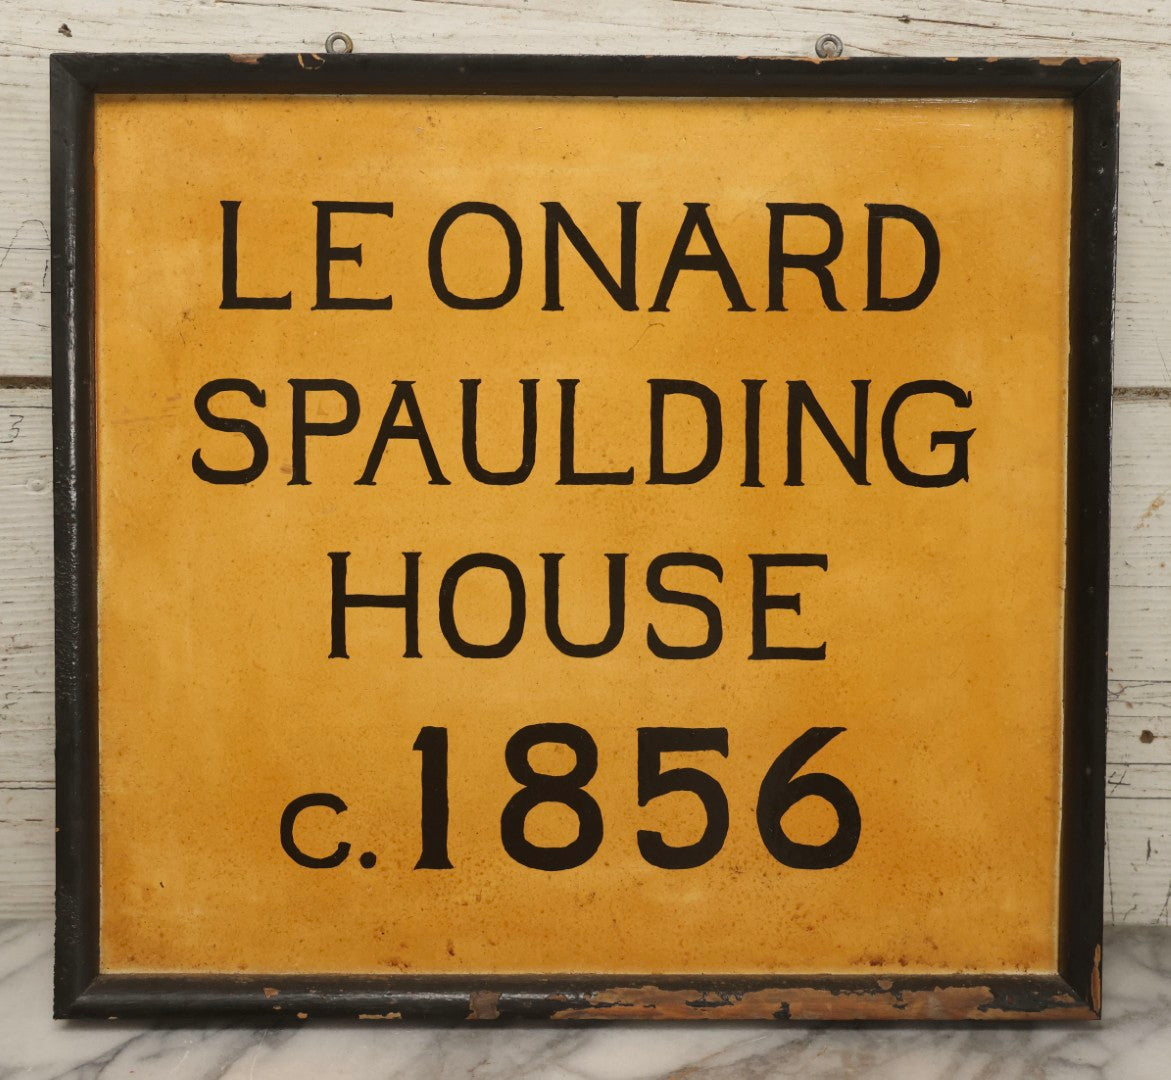 LEONARD
SPAULDING
HOUSE
c.1856